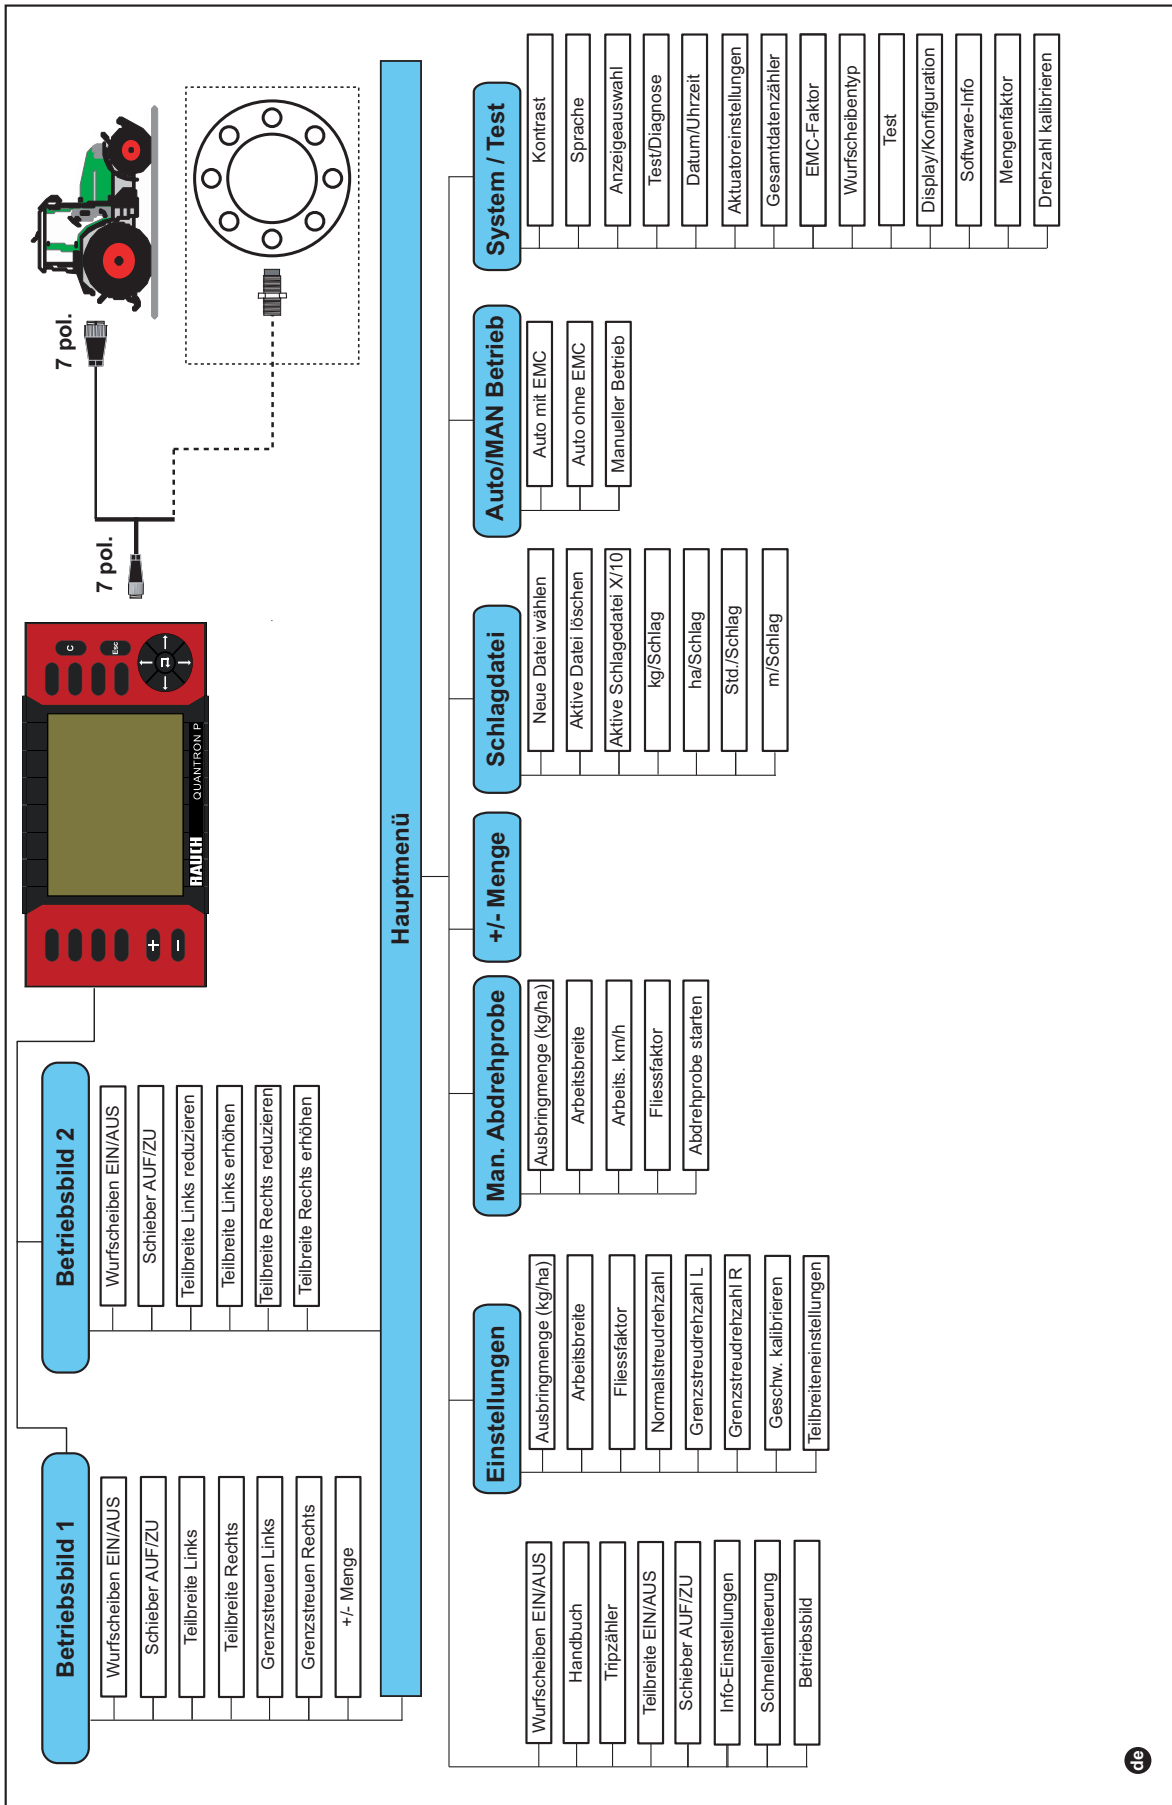 7 pol.
7 pol.
C
Esc
+
−
RAUCH
QUANTRON P
Betriebsbild 1
Wurfscheiben EIN/AUS
Schieber AUF/ZU
Teilbreite Links
Teilbreite Rechts
Grenzstreuen Links
Grenzstreuen Rechts
+/- Menge
Betriebsbild 2
Wurfscheiben EIN/AUS
Schieber AUF/ZU
Teilbreite Links reduzieren
Teilbreite Links erhöhen
Teilbreite Rechts reduzieren
Teilbreite Rechts erhöhen
Hauptmenü
Wurfscheiben EIN/AUS
Handbuch
Tripzähler
Teilbreite EIN/AUS
Schieber AUF/ZU
Info-Einstellungen
Schnellentleerung
Betriebsbild
Einstellungen
Ausbringmenge (kg/ha)
Arbeitsbreite
Fliessfaktor
Normalstreudrehzahl
Grenzstreudrehzahl L
Grenzstreudrehzahl R
Geschw. kalibrieren
Teilbreiteneinstellungen
Man. Abdrehprobe
Ausbringmenge (kg/ha)
Arbeitsbreite
Arbeits. km/h
Fliessfaktor
Abdrehprobe starten
+/- Menge
Schlagdatei
Neue Datei wählen
Aktive Datei löschen
Aktive Schlagedatei X/10
kg/Schlag
ha/Schlag
Std./Schlag
m/Schlag
Auto/MAN Betrieb
Auto mit EMC
Auto ohne EMC
Manueller Betrieb
System / Test
Kontrast
Sprache
Anzeigeauswahl
Test/Diagnose
Datum/Uhrzeit
Aktuatoreinstellungen
Gesamtdatenzähler
EMC-Faktor
Wurfscheibentyp
Test
Display/Konfiguration
Software-Info
Mengenfaktor
Drehzahl kalibrieren
de